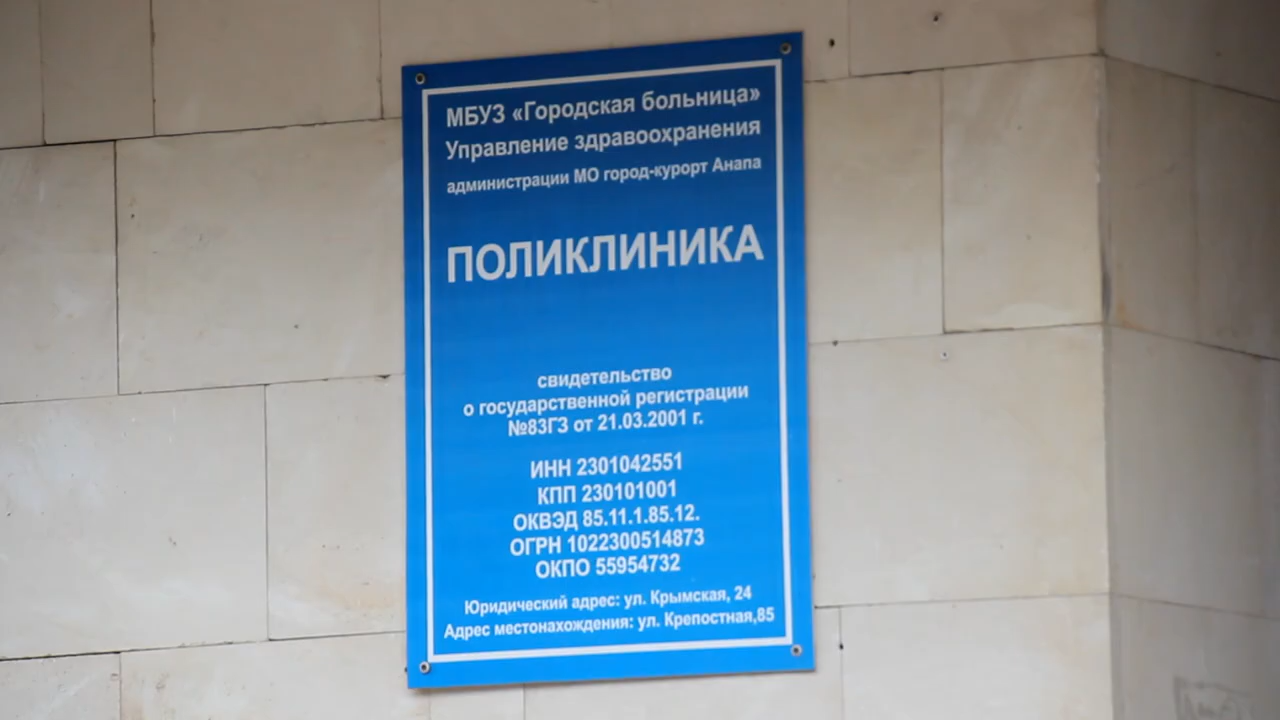 МБУЗ «Городская больница»
Управление здравоохранения
администрации МО город-курорт Анапа
ПОЛИКЛИНИКА
свидетельство
о государственной регистрации
№83ГЗ от 21.03.2001 г.
ИНН 2301042551
КПП 230101001
ОКВЭД 85.11.1.85.12.
ОГРН 1022300514873
ОКПО 55954732
Юридический адрес: ул. Крымская, 24
Адрес местонахождения: ул. Крепостная,85